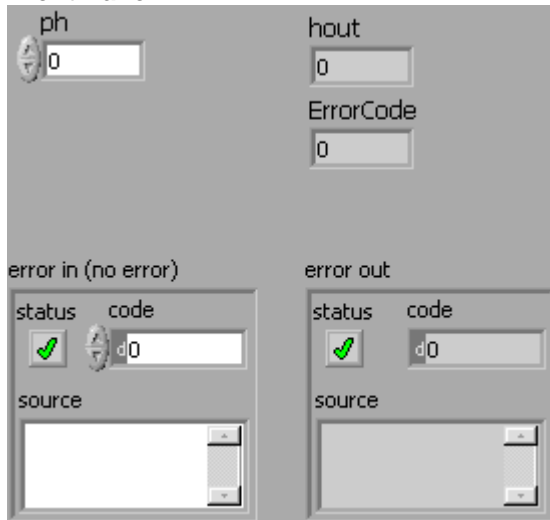 ph
0
hout
0
ErrorCode
0
error in (no error)
status code
d0
source
error out
status code
d0
source